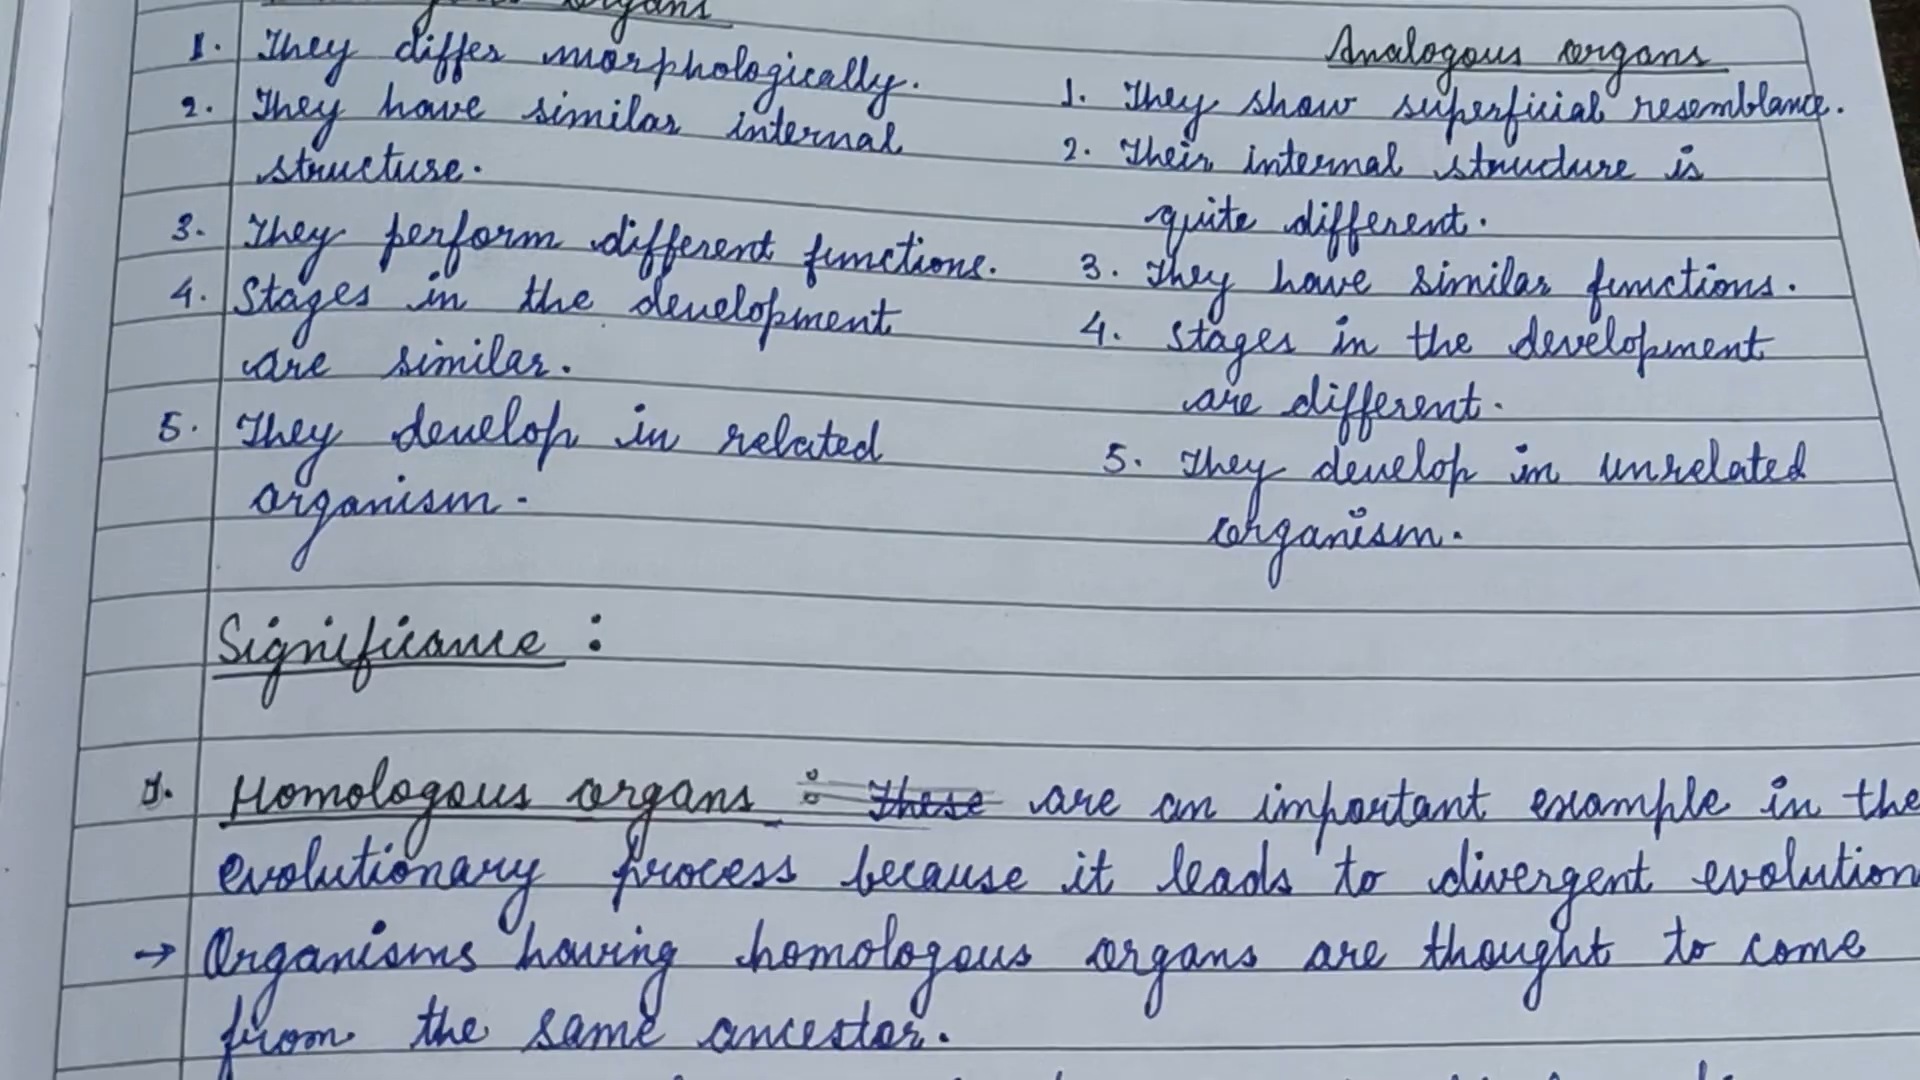 organs
1. They differ morphologically.
2. They have similar internal
structure.
3. They perform different functions.
4. Stages in the development
are similar.
5. They develop in related
organism.
Analogous organs
1. They show superficial resemblance.
2. Their internal structure is
quite different.
3. They have similar functions.
4. Stages in the development
are different.
5. They develop in unrelated
organism.
Significance :
1. Homologous organs : These are an important example in the
evolutionary process because it leads to divergent evolution
→ Organisms having homologous organs are thought to come
from the same ancestor.